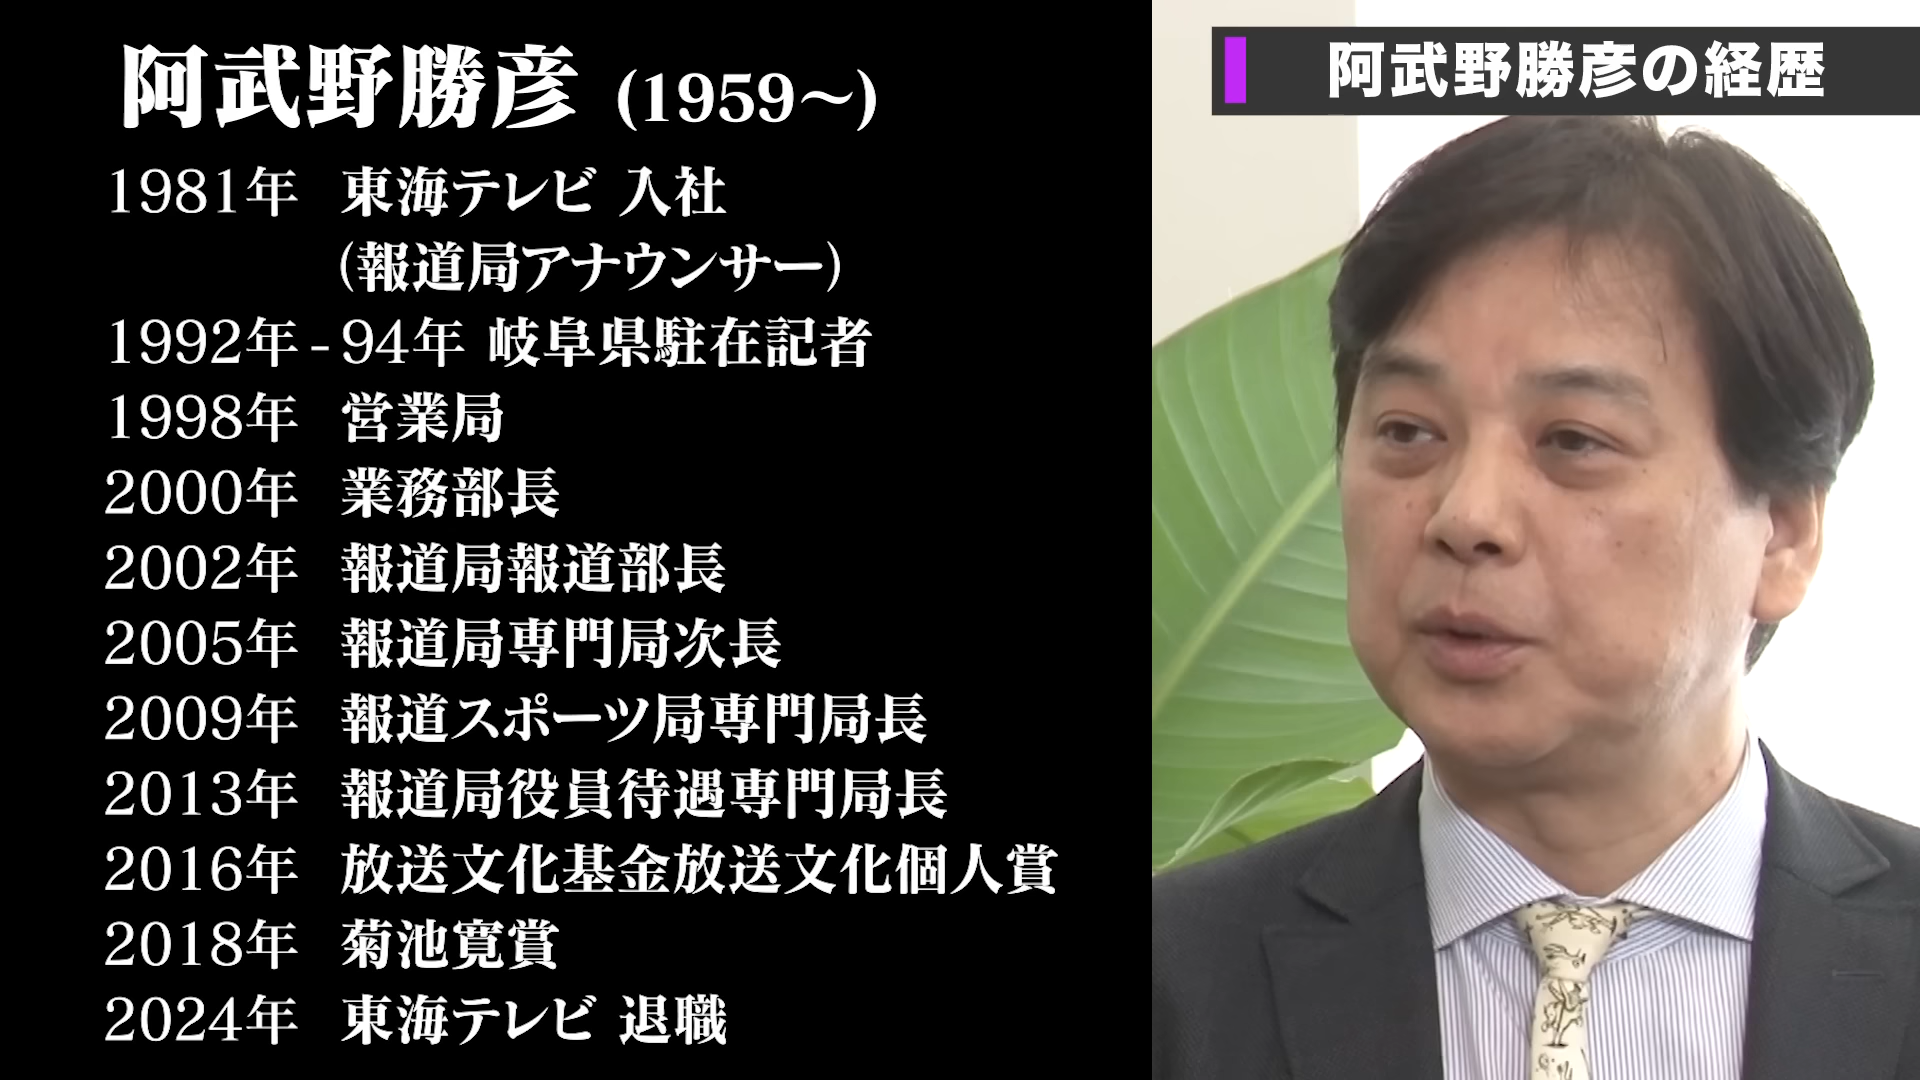 阿武野勝彦 (1959〜)
1981年 東海テレビ 入社
(報道局アナウンサー)
1992年-94年 岐阜県駐在記者
1998年 営業局
2000年 業務部長
2002年 報道局報道部長
2005年 報道局専門局次長
2009年 報道スポーツ局専門局長
2013年 報道局役員待遇専門局長
2016年 放送文化基金放送文化個人賞
2018年 菊池寛賞
2024年 東海テレビ 退職
阿武野勝彦の経歴